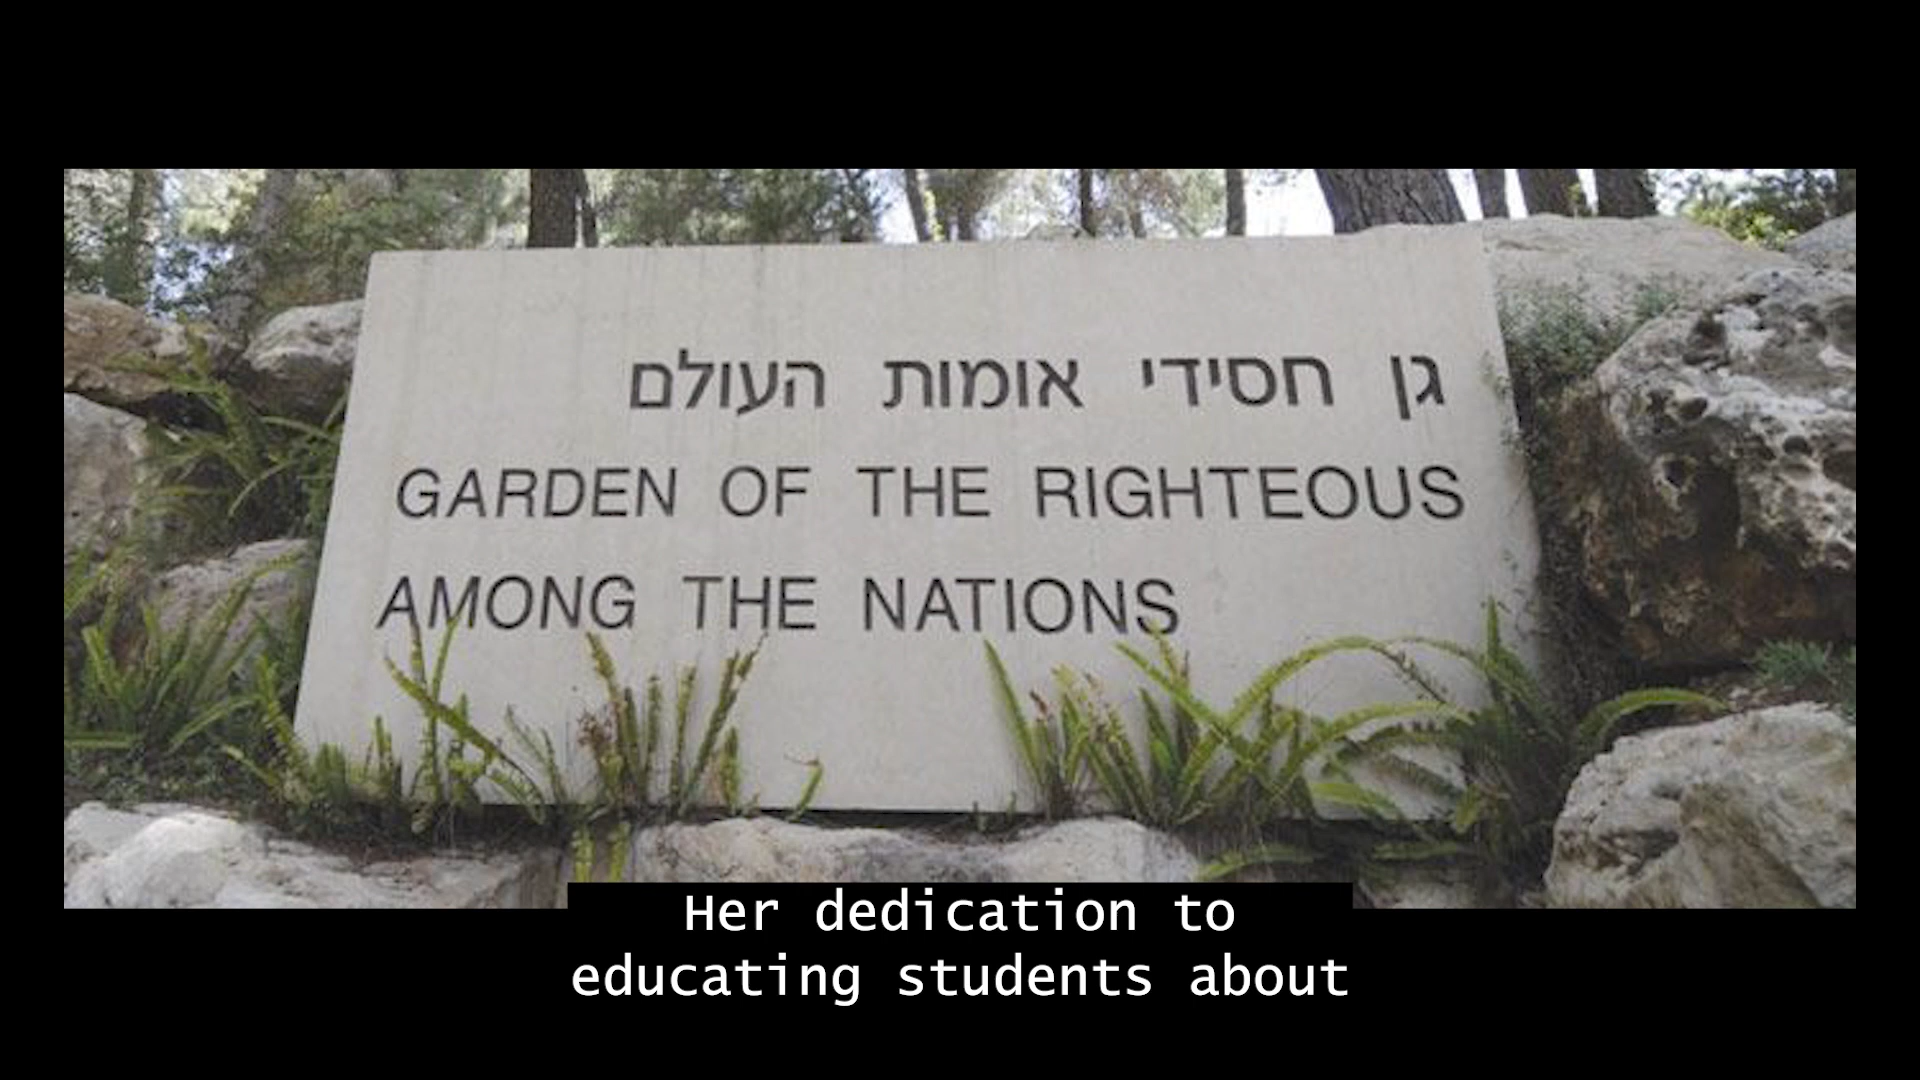 גן חסידי אומות העולם
GARDEN OF THE RIGHTEOUS
AMONG THE NATIONS
Her dedication to
educating students about